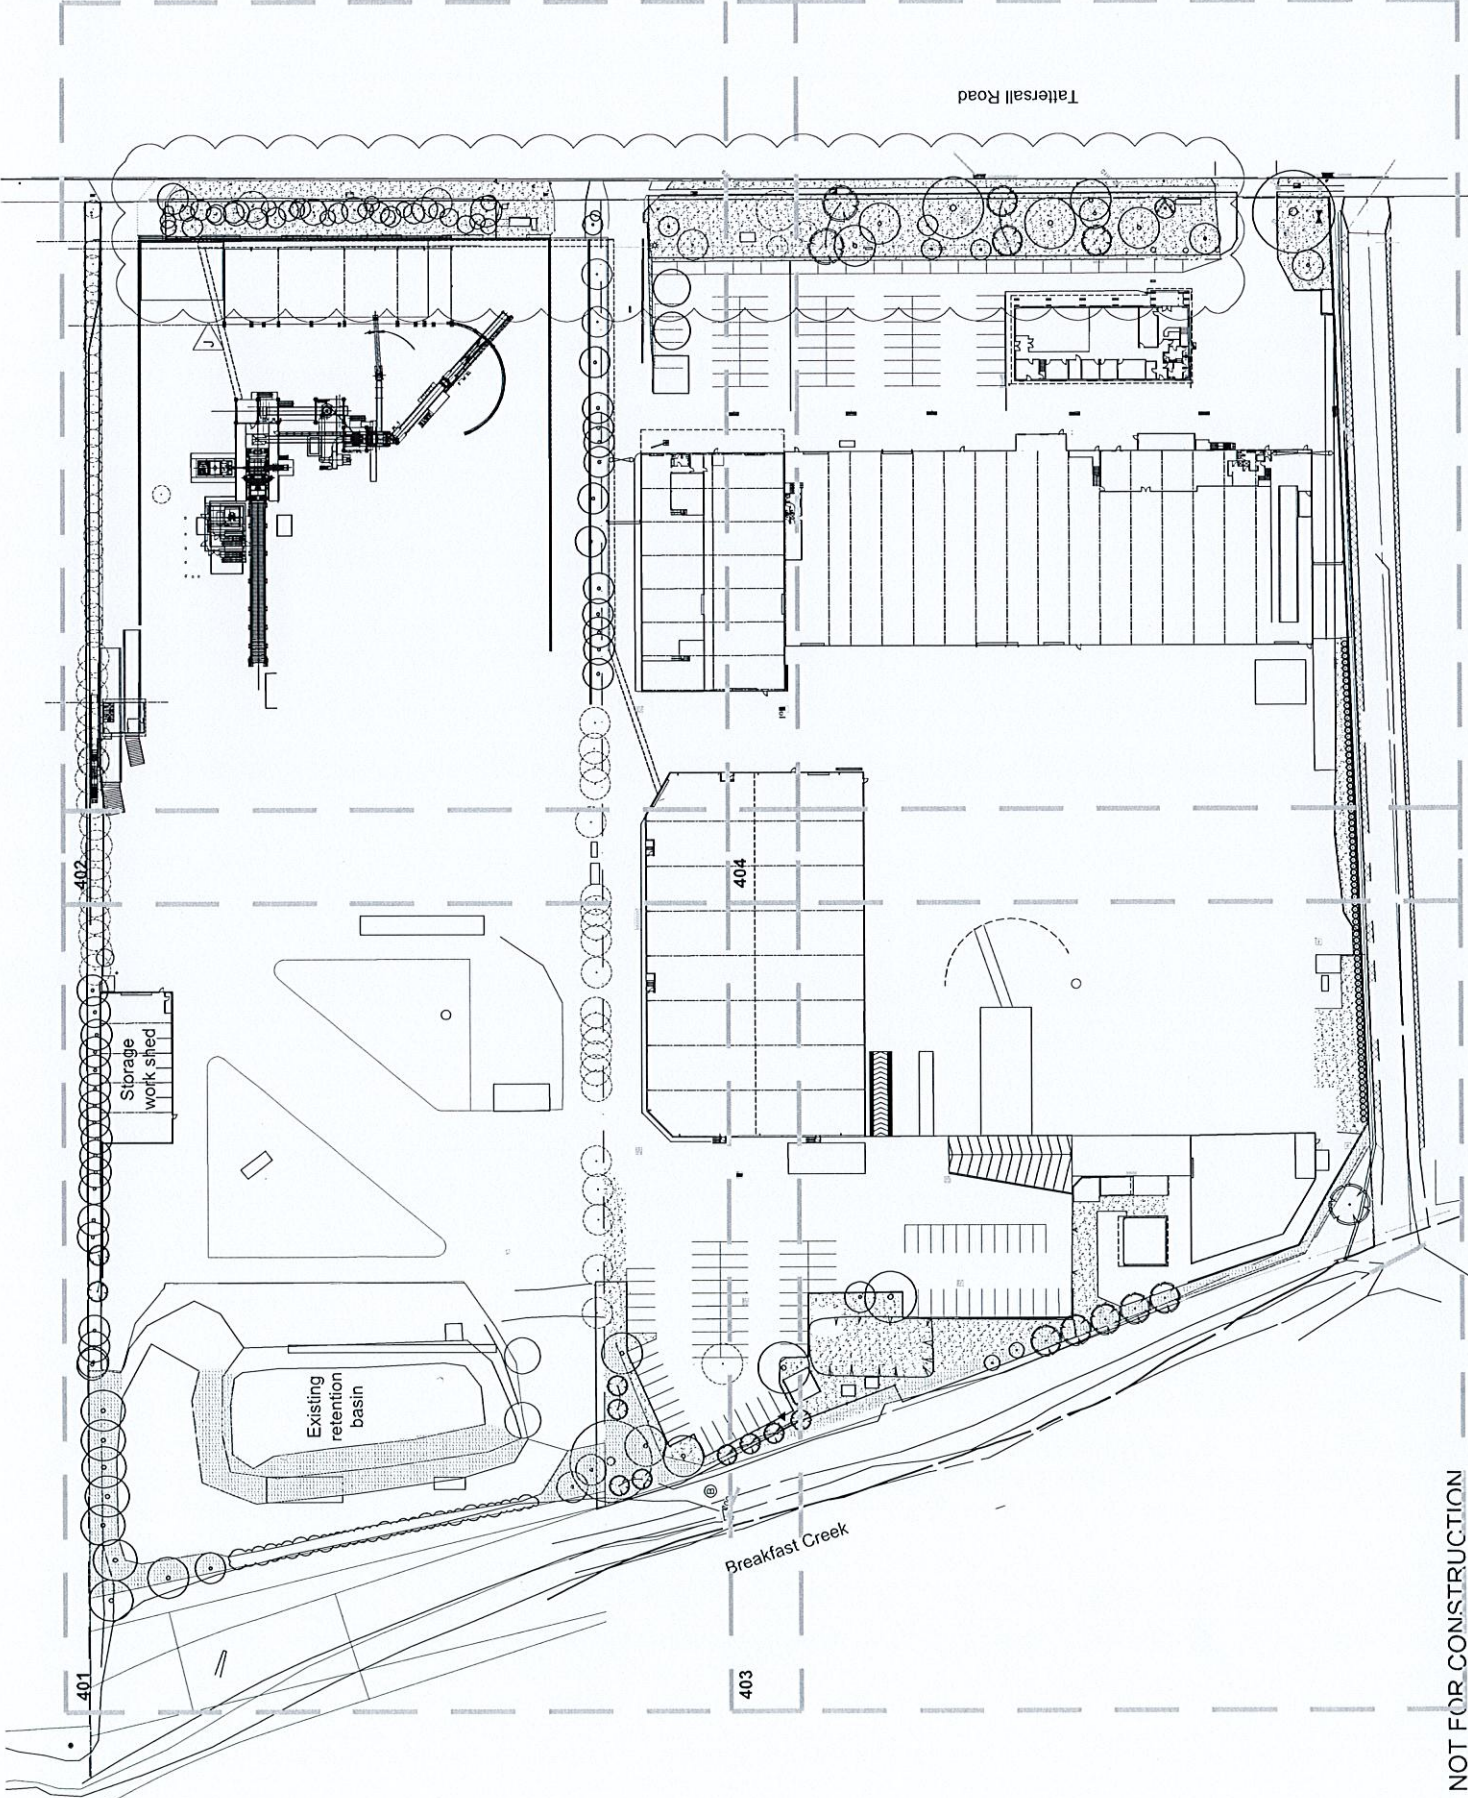 Tattersall Road
J
402
404
Storage
work shed
Existing
retention
basin
B
Breakfast Creek
401
403
NOT FOR CONSTRUCTION